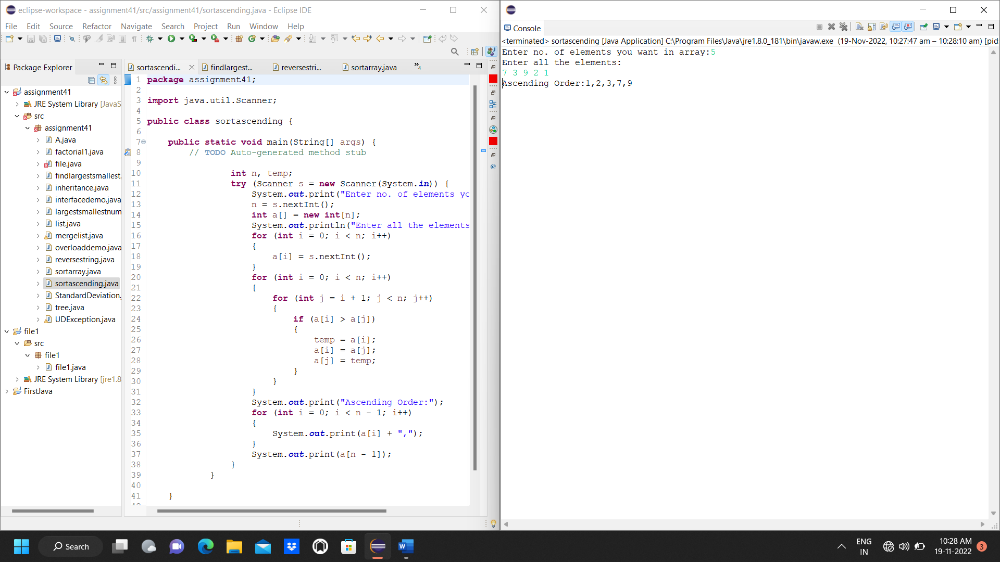 eclipse-workspace - assignment41/src/assignment41/sortascending.java - Eclipse IDE
File Edit Source Refactor Navigate Search Project Run Window Help
Package Explorer
assignment41
JRE System Library [JavaS
src
assignment41
A.java
factorial1.java
file.java
findlargestsmallest.
inheritance.java
interfacedemo.java
largestsmallestnum
list.java
mergelist.java
overloaddemo.java
reversestring.java
sortarray.java
sortascending.java
StandardDeviation.
tree.java
UDException.java
file1
src
file1
file1.java
JRE System Library [jre1.8
FirstJava
sortascendi... findlargest... reversestri... sortarray.java »4
1 package assignment41;
2
3 import java.util.Scanner;
4
5 public class sortascending {
6
7 public static void main(String[] args) {
8 // TODO Auto-generated method stub
9
10 int n, temp;
11 try (Scanner s = new Scanner(System.in)) {
12 System.out.print("Enter no. of elements yo
13 n = s.nextInt();
14 int a[] = new int[n];
15 System.out.println("Enter all the elements
16 for (int i = 0; i < n; i++)
17 {
18 a[i] = s.nextInt();
19 }
20 for (int i = 0; i < n; i++)
21 {
22 for (int j = i + 1; j < n; j++)
23 {
24 if (a[i] > a[j])
25 {
26 temp = a[i];
27 a[i] = a[j];
28 a[j] = temp;
29 }
30 }
31 }
32 System.out.print("Ascending Order:");
33 for (int i = 0; i < n - 1; i++)
34 {
35 System.out.print(a[i] + ",");
36 }
37 System.out.print(a[n - 1]);
38 }
39 }
40
41 }
Console
<terminated> sortascending [Java Application] C:\Program Files\Java\jre1.8.0_181\bin\javaw.exe (19-Nov-2022, 10:27:47 am – 10:28:10 am) [pid
Enter no. of elements you want in array:5
Enter all the elements:
7 3 9 2 1
Ascending Order:1,2,3,7,9
Search
ENG
IN
10:28 AM
19-11-2022
3